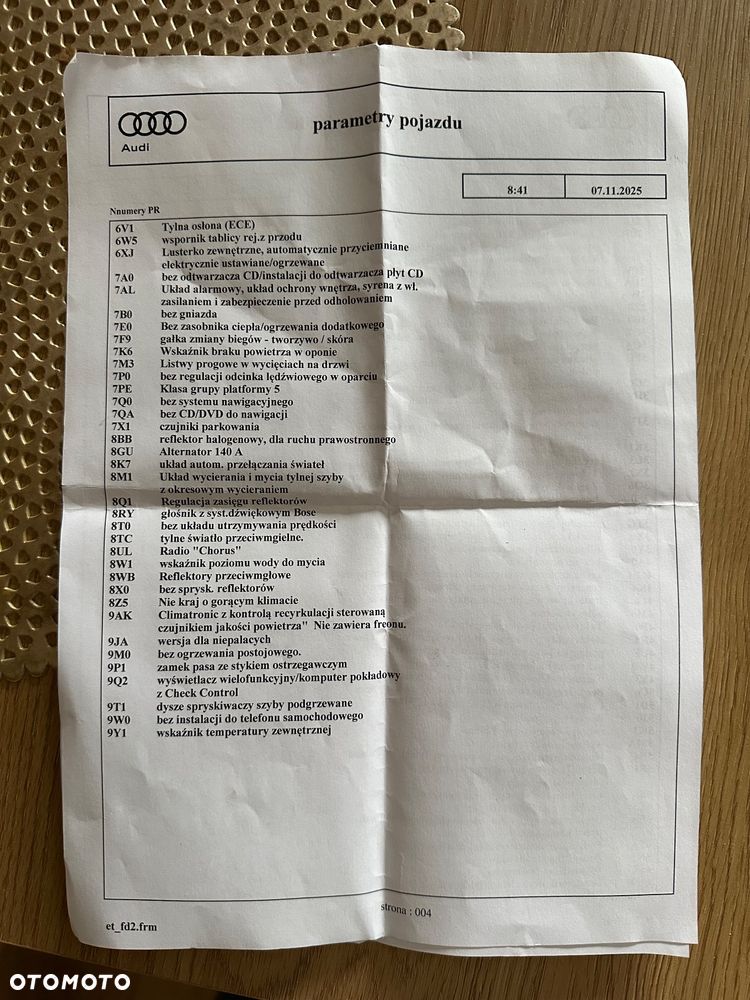 Audi
parametry pojazdu
8:41 07.11.2025
Nnumery PR
6V1 Tylna osłona (ECE)
6W5 wspornik tablicy rej.z przodu
6XJ Lusterko zewnętrzne, automatycznie przyciemniane
elektrycznie ustawiane/ogrzewane
7A0 bez odtwarzacza CD/instalacji do odtwarzacza płyt CD
7AL Układ alarmowy, układ ochrony wnętrza, syrena z wł.
zasilaniem i zabezpieczenie przed odholowaniem
7B0 bez gniazda
7E0 Bez zasobnika ciepła/ogrzewania dodatkowego
7F9 gałka zmiany biegów - tworzywo / skóra
7K6 Wskaźnik braku powietrza w oponie
7M3 Listwy progowe w wycięciach na drzwi
7P0 bez regulacji odcinka lędźwiowego w oparciu
7PE Klasa grupy platformy 5
7Q0 bez systemu nawigacyjnego
7QA bez CD/DVD do nawigacji
7X1 czujniki parkowania
8BB reflektor halogenowy, dla ruchu prawostronnego
8GU Alternator 140 A
8K7 układ autom. przełączania świateł
8M1 Układ wycierania i mycia tylnej szyby
z okresowym wycieraniem
8Q1 Regulacja zasięgu reflektorów
8RY głośnik z syst.dźwiękowym Bose
8T0 bez układu utrzymywania prędkości
8TC tylne światło przeciwmgielne.
8UL Radio "Chorus"
8W1 wskaźnik poziomu wody do mycia
8WB Reflektory przeciwmgłowe
8X0 bez sprysk. reflektorów
8Z5 Nie kraj o gorącym klimacie
9AK Climatronic z kontrolą recyrkulacji sterowaną
czujnikiem jakości powietrza" Nie zawiera freonu.
9JA wersja dla niepalących
9M0 bez ogrzewania postojowego.
9P1 zamek pasa ze stykiem ostrzegawczym
9Q2 wyświetlacz wielofunkcyjny/komputer pokładowy
z Check Control
9T1 dysze spryskiwaczy szyby podgrzewane
9W0 bez instalacji do telefonu samochodowego
9Y1 wskaźnik temperatury zewnętrznej
strona : 004
et_fd2.frm
OTOMOTO